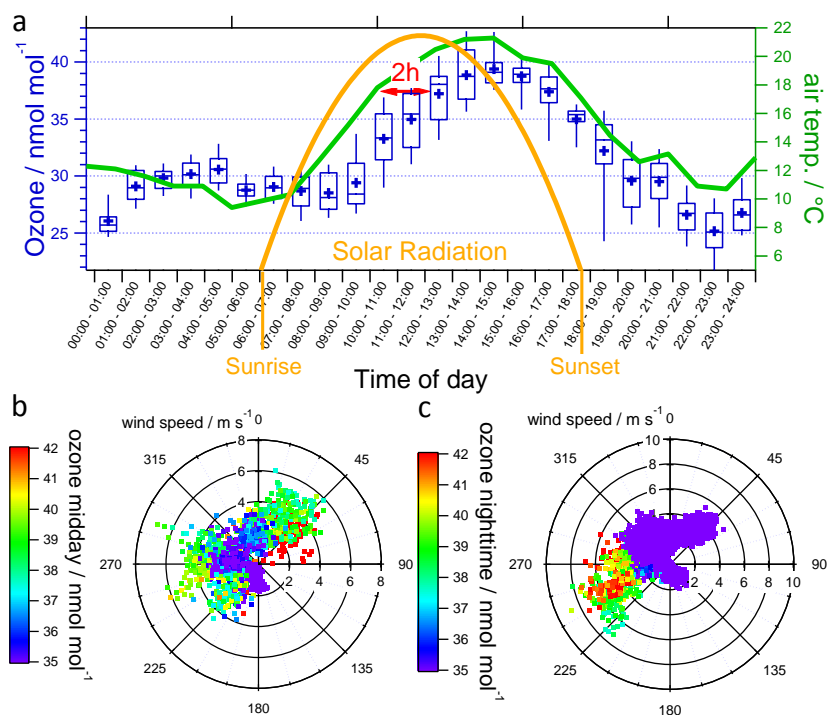 a
Ozone / nmol mol⁻¹
40
35
30
25
22
20
18
16
14
12
10
8
6
air temp. / °C
2h
Solar Radiation
00:00 - 01:00
01:00 - 02:00
02:00 - 03:00
03:00 - 04:00
04:00 - 05:00
05:00 - 06:00
06:00 - 07:00
07:00 - 08:00
08:00 - 09:00
09:00 - 10:00
10:00 - 11:00
11:00 - 12:00
12:00 - 13:00
13:00 - 14:00
14:00 - 15:00
15:00 - 16:00
16:00 - 17:00
17:00 - 18:00
18:00 - 19:00
19:00 - 20:00
20:00 - 21:00
21:00 - 22:00
22:00 - 23:00
23:00 - 24:00
Sunrise
Sunset
Time of day
b
wind speed / m s⁻¹
0
45
90
135
180
225
270
315
8
6
4
2
2
4
6
8
42
41
40
39
38
37
36
35
ozone midday / nmol mol⁻¹
c
wind speed / m s⁻¹
0
45
90
135
180
225
270
315
10
8
6
4
2
4
6
8
10
42
41
40
39
38
37
36
35
ozone nighttime / nmol mol⁻¹